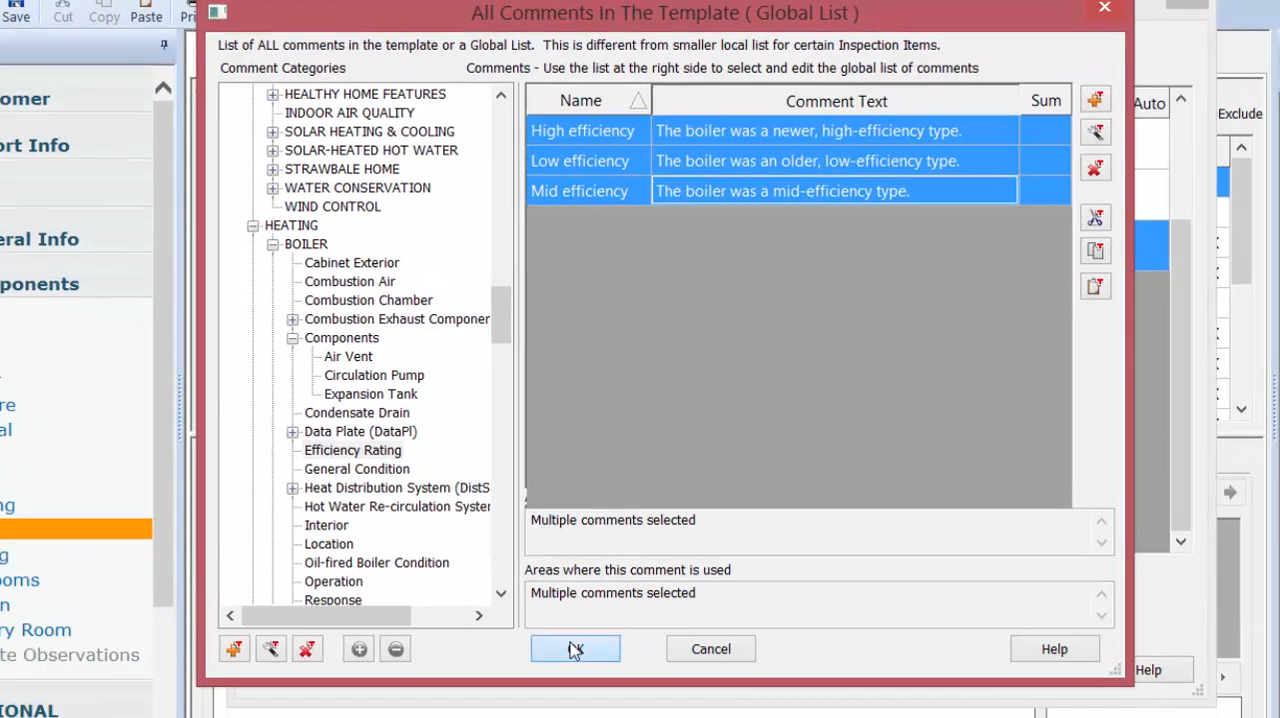 All Comments In The Template ( Global List )
Save
Cut
Copy
Paste
List of ALL comments in the template or a Global List. This is different from smaller local list for certain Inspection Items.
Comment Categories
Comments - Use the list at the right side to select and edit the global list of comments
HEALTHY HOME FEATURES
INDOOR AIR QUALITY
SOLAR HEATING & COOLING
SOLAR-HEATED HOT WATER
STRAWBALE HOME
WATER CONSERVATION
WIND CONTROL
HEATING
BOILER
Cabinet Exterior
Combustion Air
Combustion Chamber
Combustion Exhaust Componer
Components
Air Vent
Circulation Pump
Expansion Tank
Condensate Drain
Data Plate (DataPl)
Efficiency Rating
General Condition
Heat Distribution System (DistS
Hot Water Re-circulation Syster
Interior
Location
Oil-fired Boiler Condition
Operation
Response
Name Comment Text Sum
High efficiency The boiler was a newer, high-efficiency type.
Low efficiency The boiler was an older, low-efficiency type.
Mid efficiency The boiler was a mid-efficiency type.
Multiple comments selected
Areas where this comment is used
Multiple comments selected
Cancel
Help
Auto
Exclude
Help
omer
ort Info
eral Info
ponents
re
al
ng
g
oms
n
ry Room
te Observations
IONAL